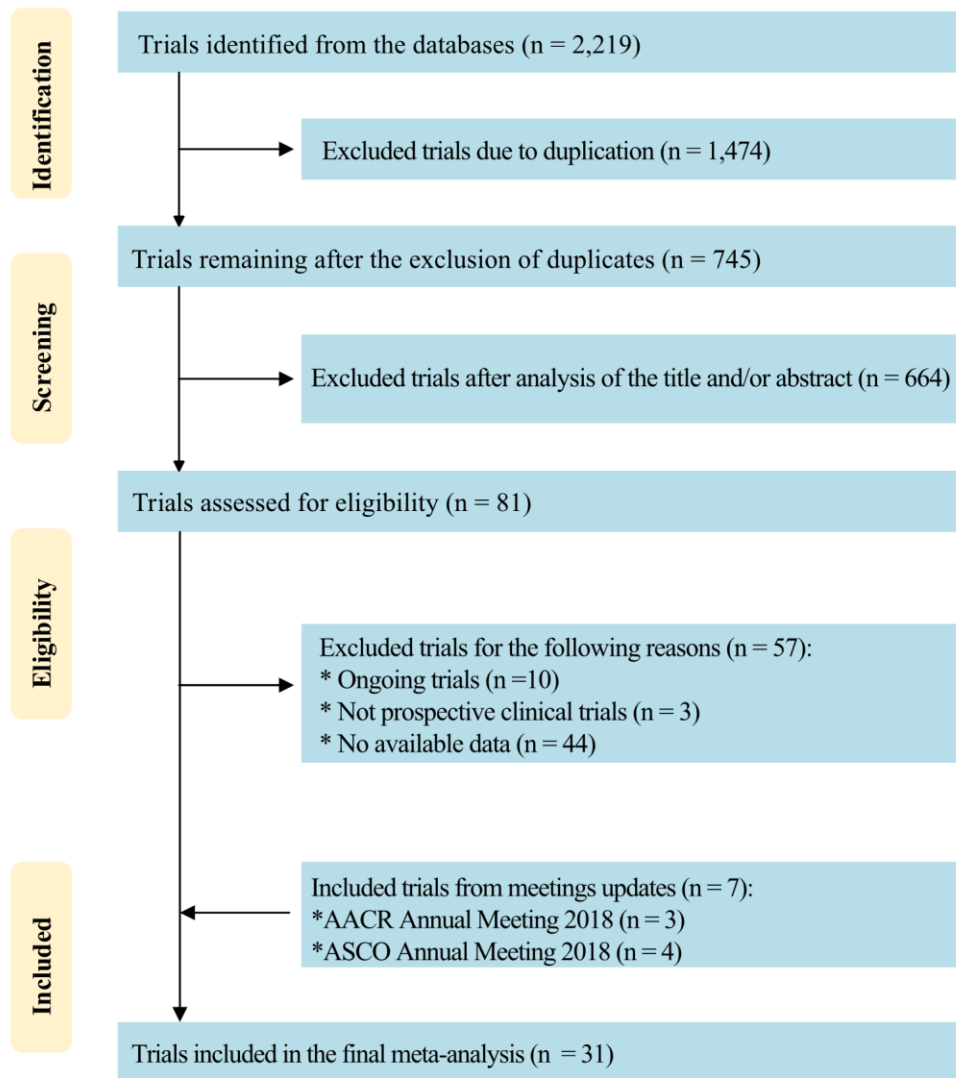 Identification
Trials identified from the databases (n = 2,219)
Excluded trials due to duplication (n = 1,474)
Screening
Trials remaining after the exclusion of duplicates (n = 745)
Excluded trials after analysis of the title and/or abstract (n = 664)
Eligibility
Trials assessed for eligibility (n = 81)
Excluded trials for the following reasons (n = 57):
* Ongoing trials (n =10)
* Not prospective clinical trials (n = 3)
* No available data (n = 44)
Included
Included trials from meetings updates (n = 7):
*AACR Annual Meeting 2018 (n = 3)
*ASCO Annual Meeting 2018 (n = 4)
Trials included in the final meta-analysis (n = 31)